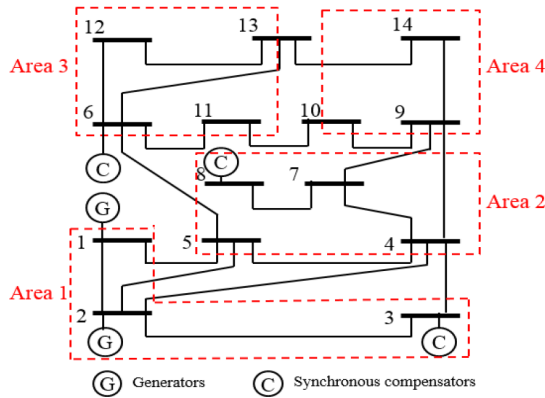 12 13 14
Area 3 Area 4
6 11 10 9
C
C
8 7
G
Area 2
1 5 4
Area 1
2 3
G C
G Generators C Synchronous compensators